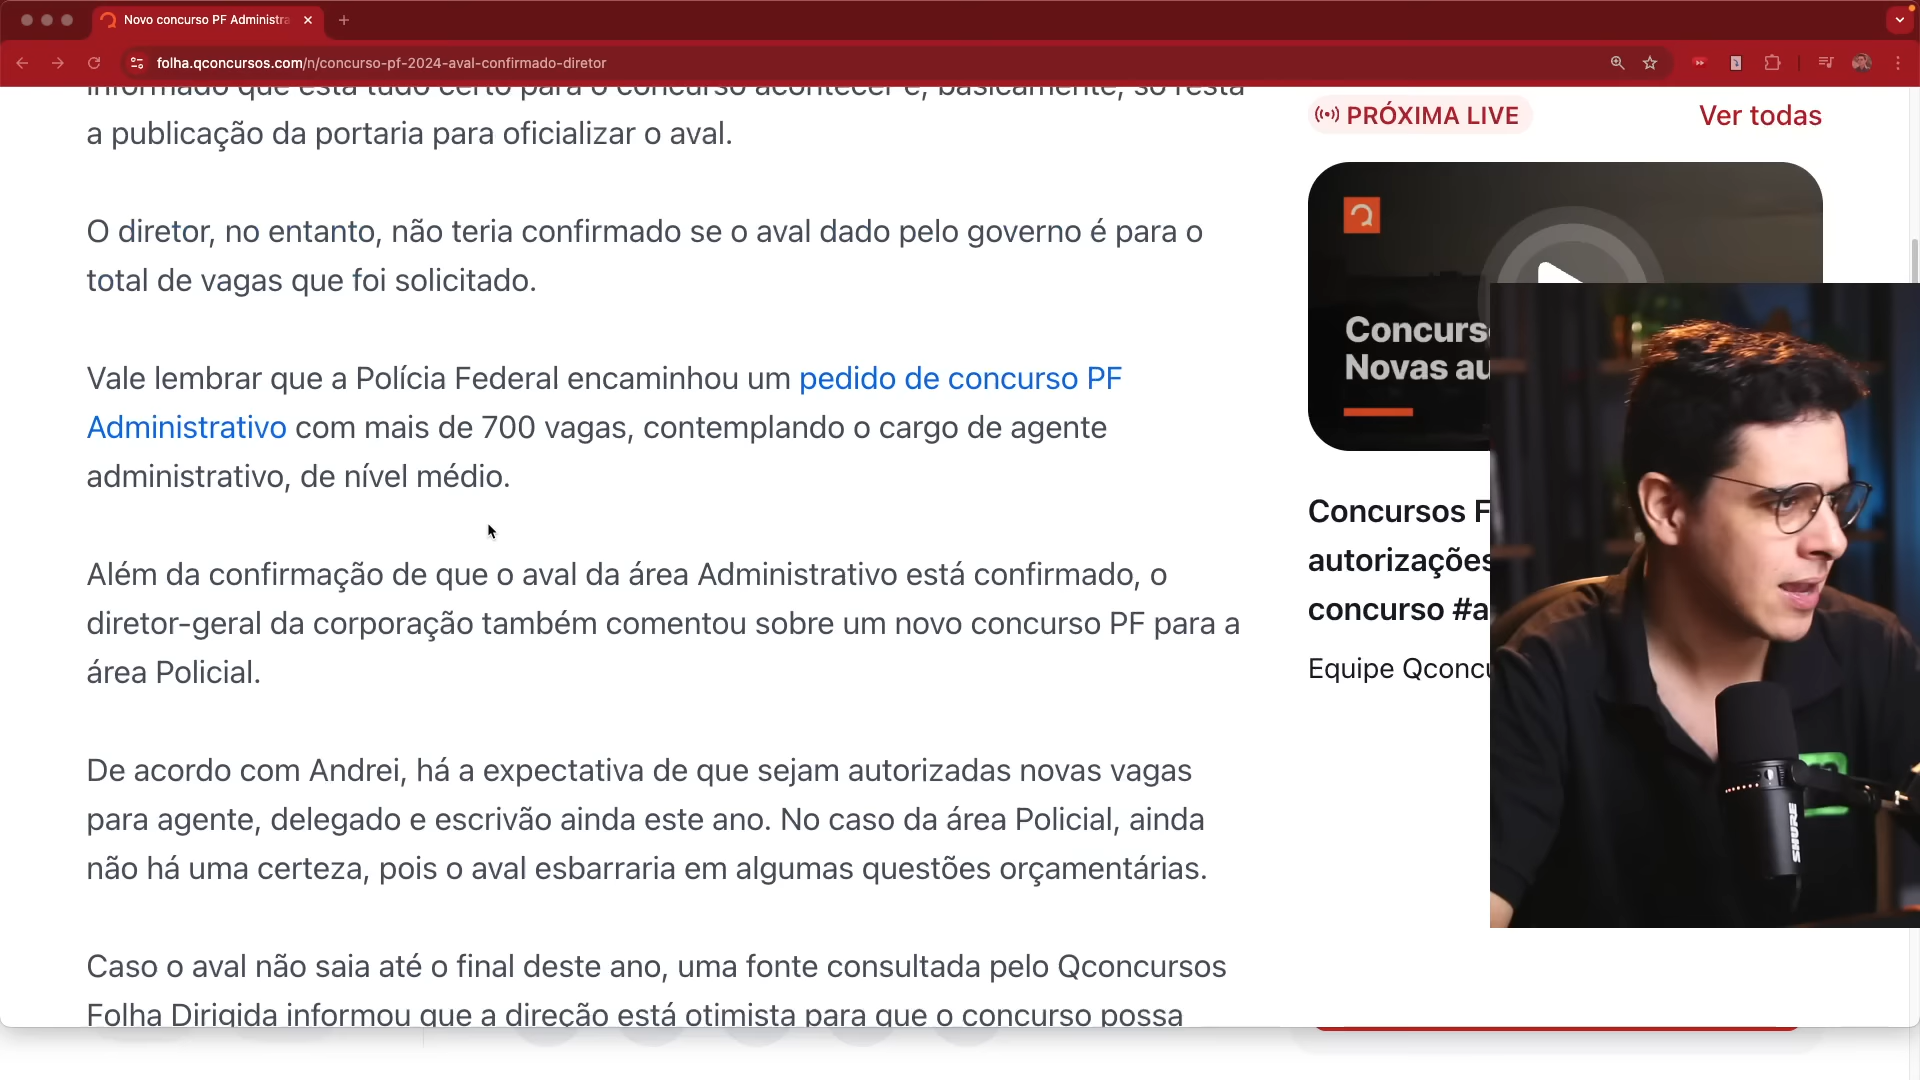 Novo concurso PF Administra
folha.qconcursos.com/n/concurso-pf-2024-aval-confirmado-diretor
informado que está tudo certo para o concurso acontecer e, basicamente, só resta
a publicação da portaria para oficializar o aval.
O diretor, no entanto, não teria confirmado se o aval dado pelo governo é para o
total de vagas que foi solicitado.
Vale lembrar que a Polícia Federal encaminhou um pedido de concurso PF
Administrativo com mais de 700 vagas, contemplando o cargo de agente
administrativo, de nível médio.
Além da confirmação de que o aval da área Administrativo está confirmado, o
diretor-geral da corporação também comentou sobre um novo concurso PF para a
área Policial.
De acordo com Andrei, há a expectativa de que sejam autorizadas novas vagas
para agente, delegado e escrivão ainda este ano. No caso da área Policial, ainda
não há uma certeza, pois o aval esbarraria em algumas questões orçamentárias.
Caso o aval não saia até o final deste ano, uma fonte consultada pelo Qconcursos
Folha Dirigida informou que a direção está otimista para que o concurso possa
PRÓXIMA LIVE
Ver todas
Concurs
Novas au
Concursos F
autorizações
concurso #a
Equipe Qconcu
SHURE